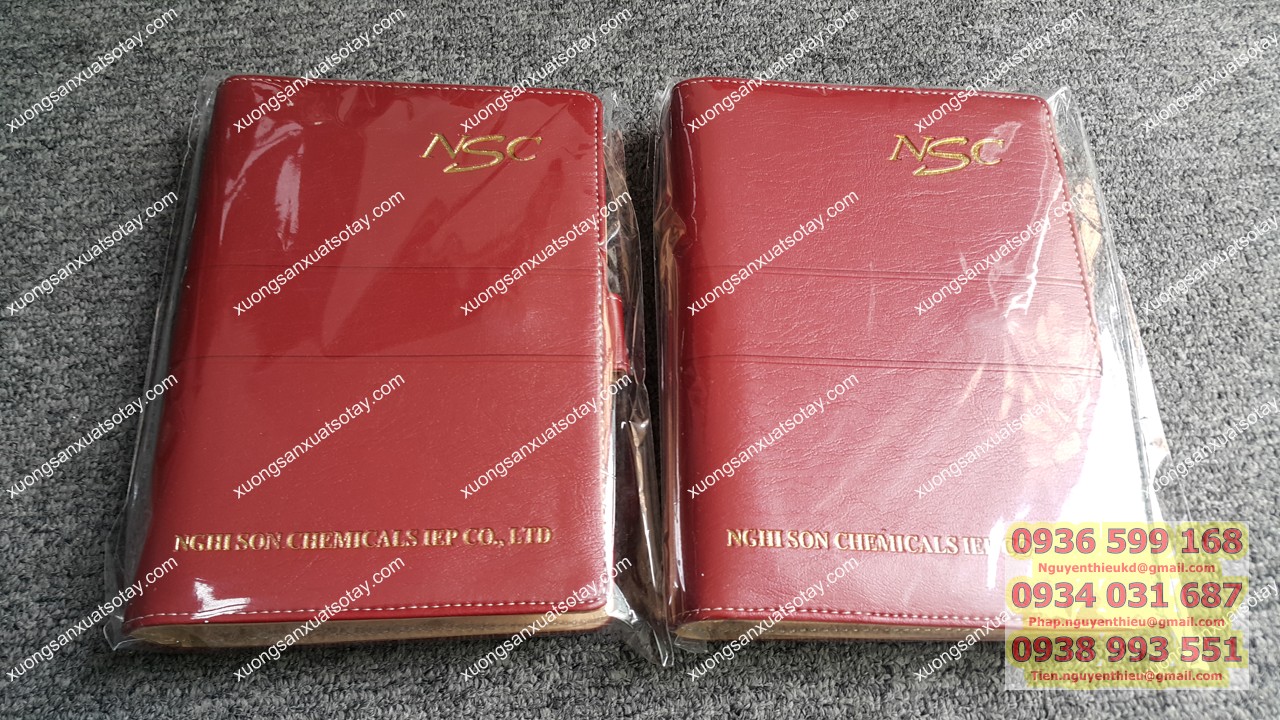 NSC
NGHI SON CHEMICALS IEP CO., LTD
NSC
NGHI SON CHEMICALS IEP
0936 599 168
Nguyenthieukd@gmail.com
0934 031 687
Phap.nguyenthieu@gmail.com
0938 993 551
Tien.nguyenthieu@gmail.com
xuongsanxuatsotay.com